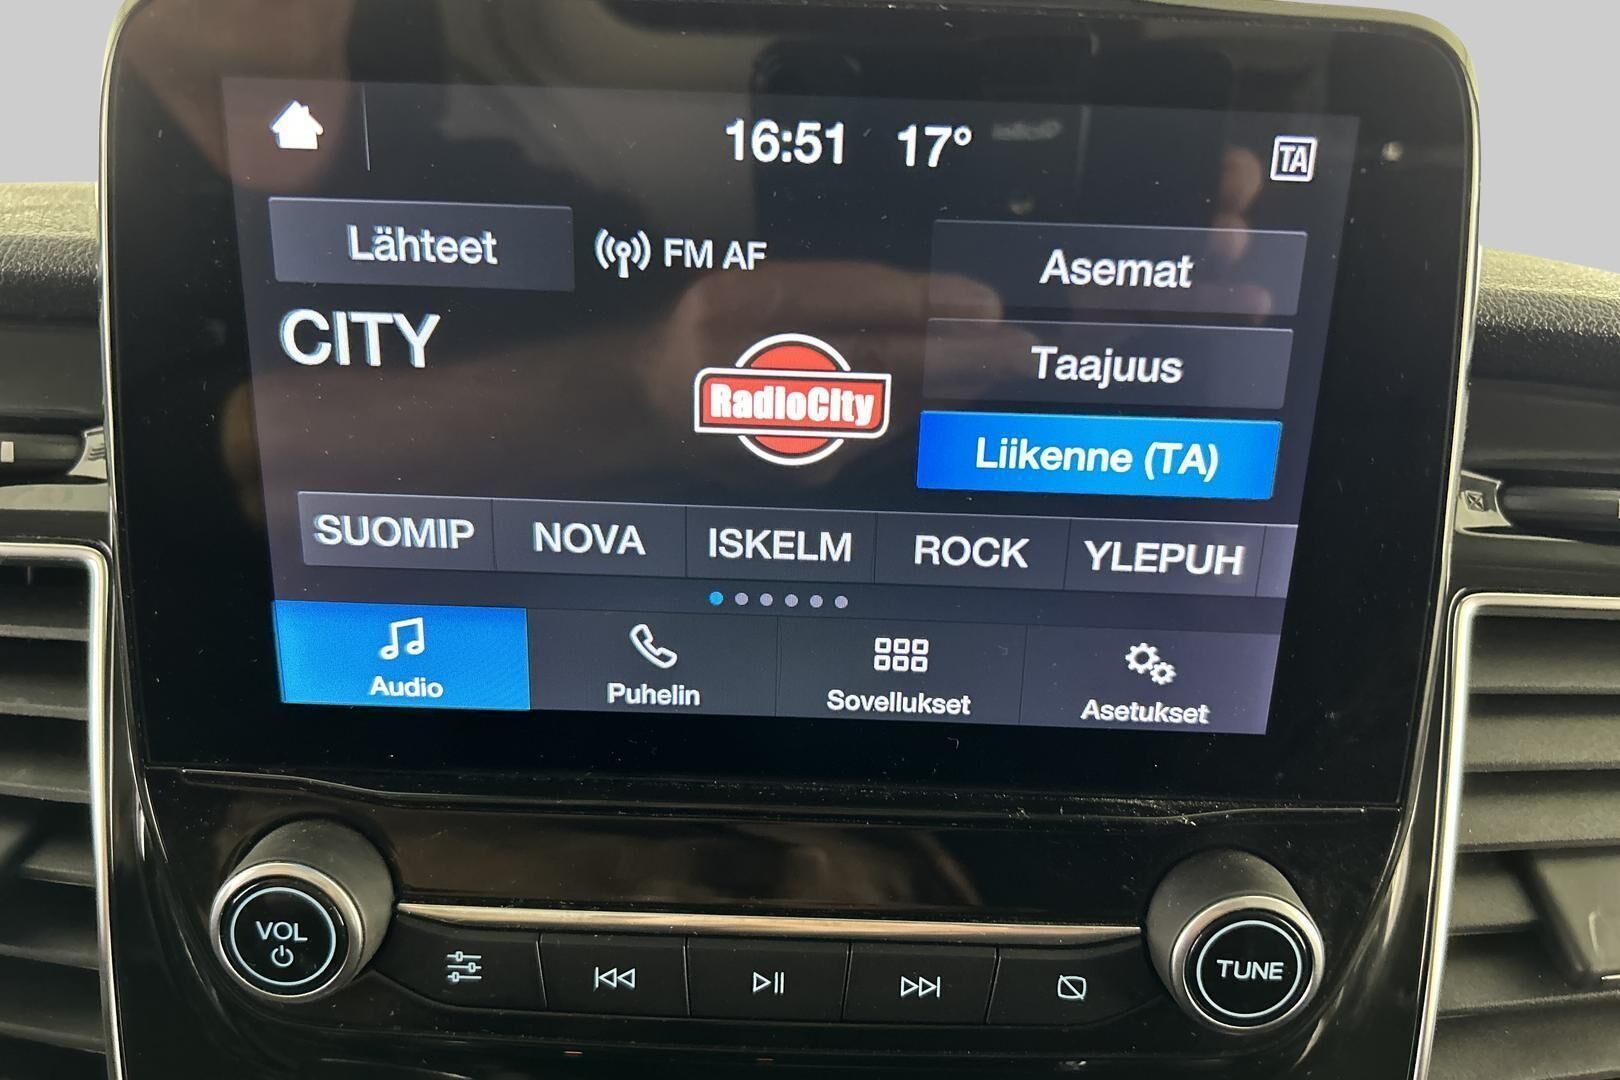 16:51 17°
TA
Lähteet
FM AF
Asemat
CITY
RadioCity
Taajuus
Liikenne (TA)
SUOMIP NOVA ISKELM ROCK YLEPUH
Audio Puhelin Sovellukset Asetukset
VOL
TUNE